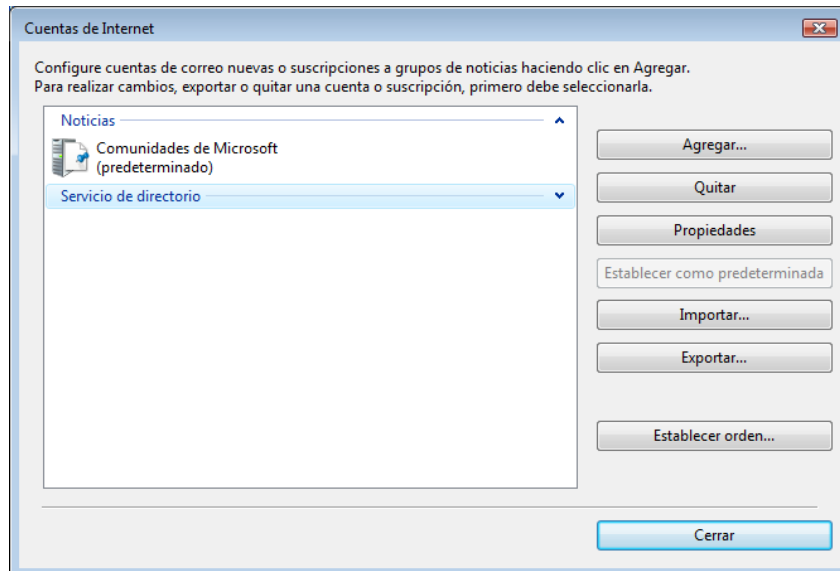 Cuentas de Internet
Configure cuentas de correo nuevas o suscripciones a grupos de noticias haciendo clic en Agregar.
Para realizar cambios, exportar o quitar una cuenta o suscripción, primero debe seleccionarla.
Noticias
Comunidades de Microsoft
(predeterminado)
Servicio de directorio
Agregar...
Quitar
Propiedades
Establecer como predeterminada
Importar...
Exportar...
Establecer orden...
Cerrar